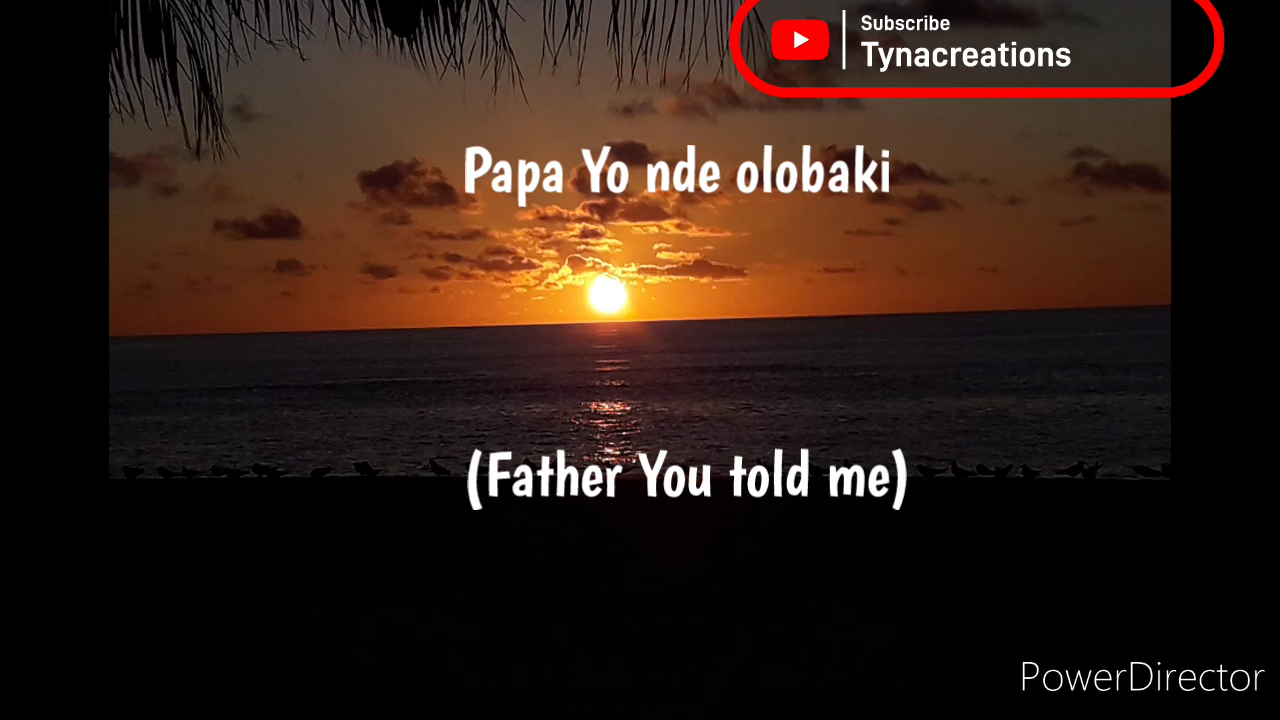 Subscribe
Tynacreations
Papa Yo nde olobaki
(Father You told me)
PowerDirector